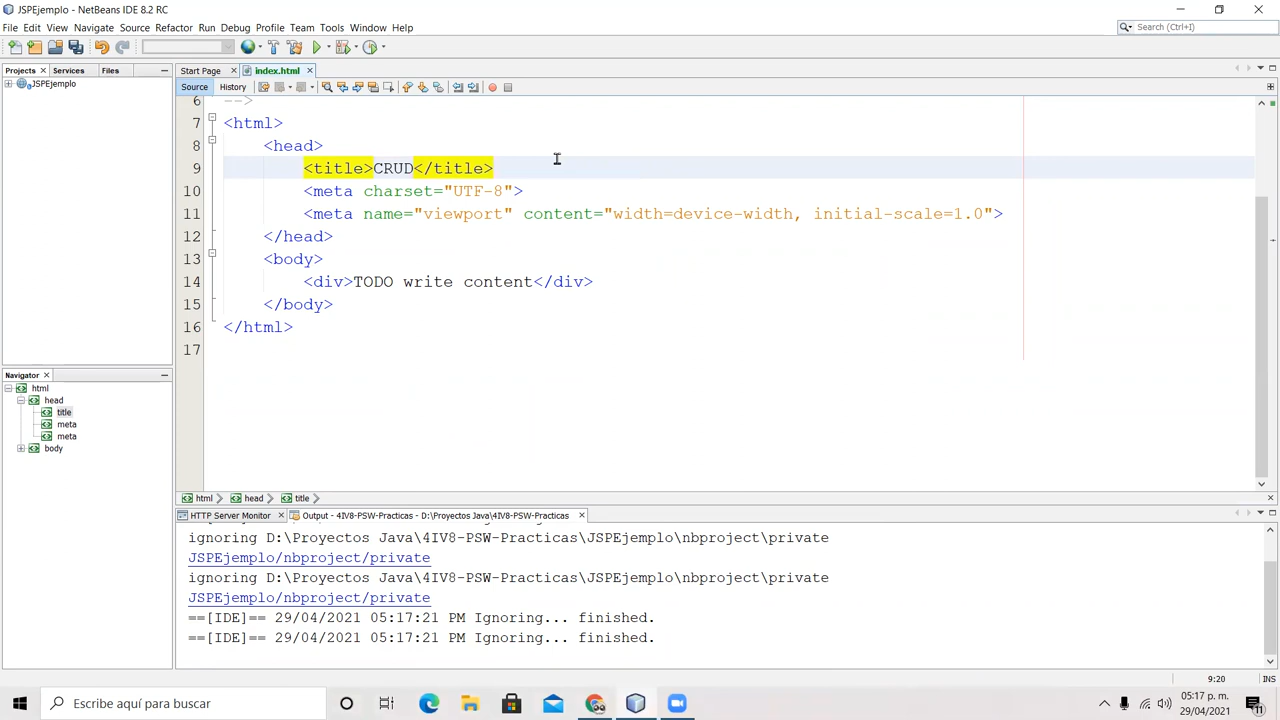 JSPEjemplo - NetBeans IDE 8.2 RC
File Edit View Navigate Source Refactor Run Debug Profile Team Tools Window Help
Search (Ctrl+I)
Projects Services Files
Start Page index.html
JSPEjemplo
Source History
6 -->
7 <html>
8 <head>
9 <title>CRUD</title>
10 <meta charset="UTF-8">
11 <meta name="viewport" content="width=device-width, initial-scale=1.0">
12 </head>
13 <body>
14 <div>TODO write content</div>
15 </body>
16 </html>
17
Navigator
html
head
title
meta
meta
body
html head title
HTTP Server Monitor Output - 4IV8-PSW-Practicas - D:\Proyectos Java\4IV8-PSW-Practicas
ignoring D:\Proyectos Java\4IV8-PSW-Practicas\JSPEjemplo\nbproject\private
JSPEjemplo/nbproject/private
ignoring D:\Proyectos Java\4IV8-PSW-Practicas\JSPEjemplo\nbproject\private
JSPEjemplo/nbproject/private
==[IDE]== 29/04/2021 05:17:21 PM Ignoring... finished.
==[IDE]== 29/04/2021 05:17:21 PM Ignoring... finished.
9:20 INS
Escribe aquí para buscar
05:17 p. m.
29/04/2021
11